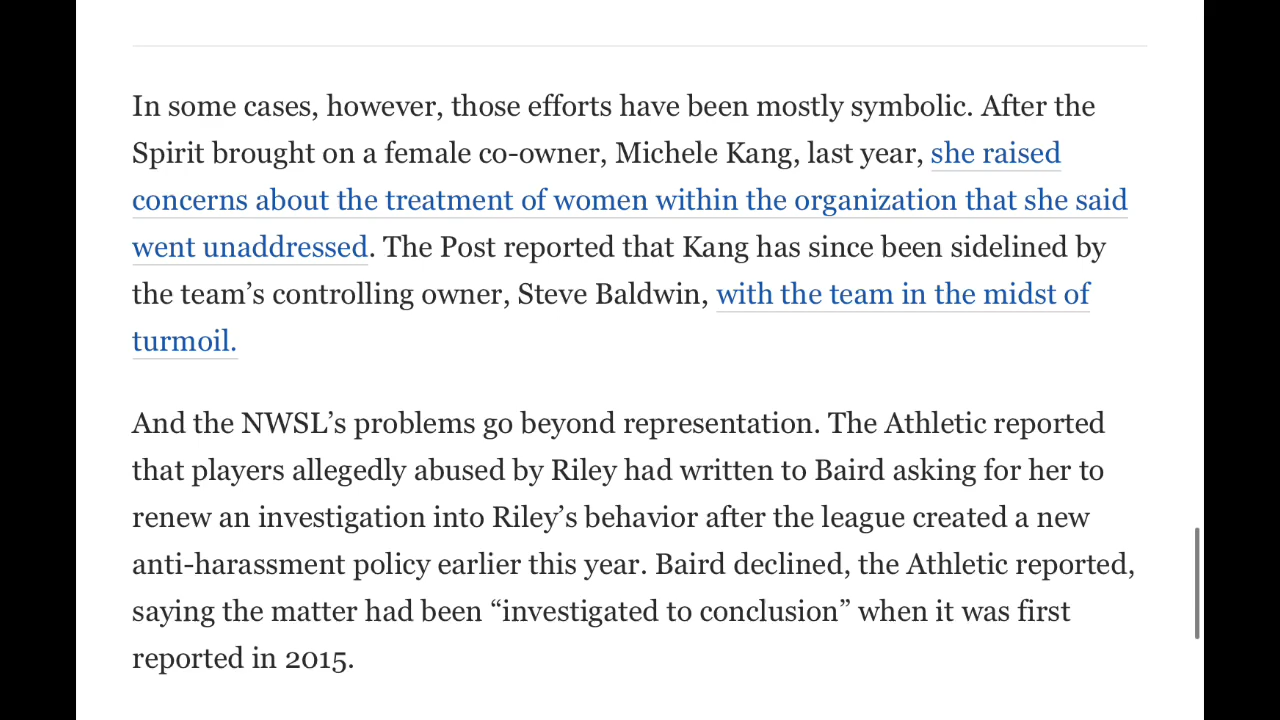 In some cases, however, those efforts have been mostly symbolic. After the
Spirit brought on a female co-owner, Michele Kang, last year, she raised
concerns about the treatment of women within the organization that she said
went unaddressed. The Post reported that Kang has since been sidelined by
the team’s controlling owner, Steve Baldwin, with the team in the midst of
turmoil.
And the NWSL’s problems go beyond representation. The Athletic reported
that players allegedly abused by Riley had written to Baird asking for her to
renew an investigation into Riley’s behavior after the league created a new
anti-harassment policy earlier this year. Baird declined, the Athletic reported,
saying the matter had been “investigated to conclusion” when it was first
reported in 2015.